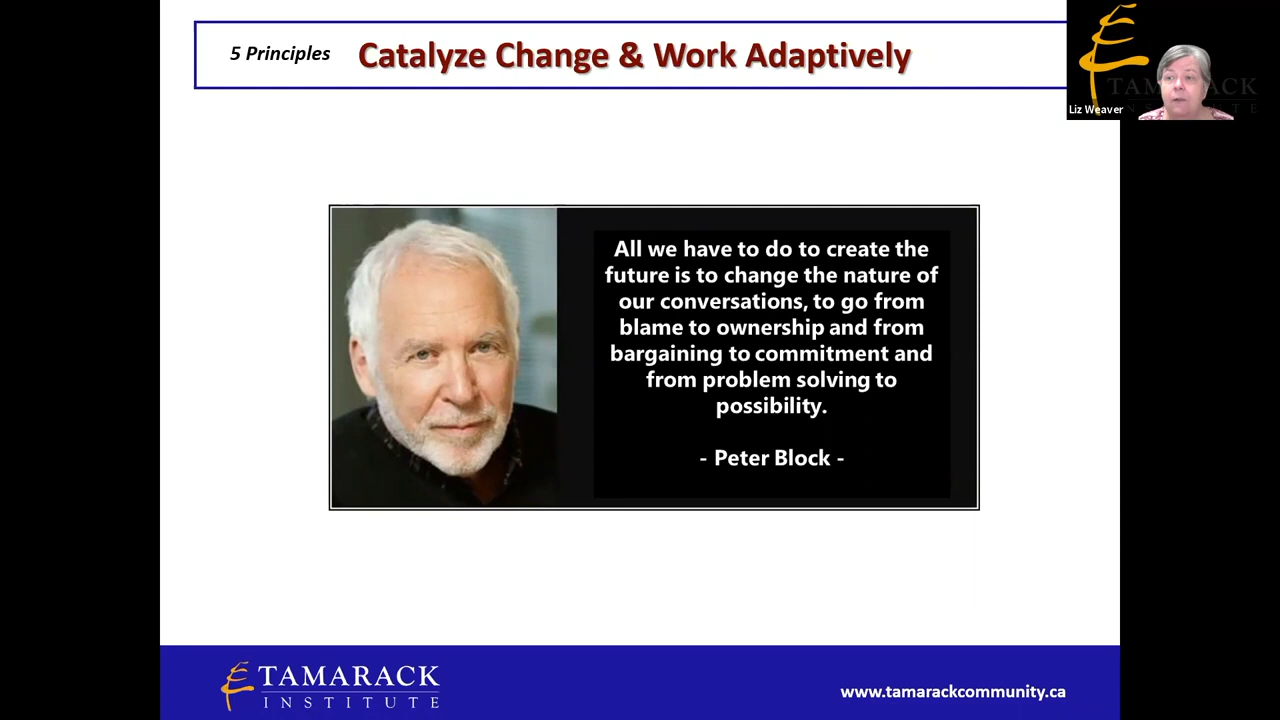 5 Principles Catalyze Change & Work Adaptively
TAMARACK
INSTITUTE
Liz Weaver
All we have to do to create the
future is to change the nature of
our conversations, to go from
blame to ownership and from
bargaining to commitment and
from problem solving to
possibility.
- Peter Block -
TAMARACK
INSTITUTE
www.tamarackcommunity.ca